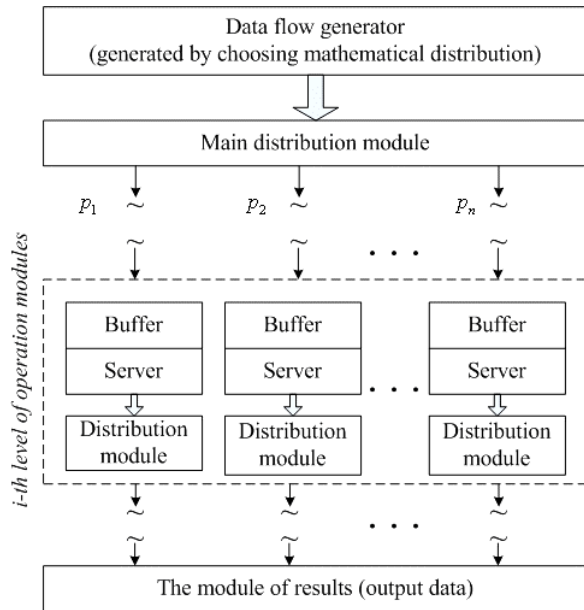 Data flow generator
(generated by choosing mathematical distribution)
Main distribution module
p1 ~ p2 ~ pn ~
~ ~ . . . ~
i-th level of operation modules
Buffer Buffer Buffer
Server Server . . . Server
Distribution Distribution Distribution
module module module
~ ~ . . . ~
~ ~ ~
The module of results (output data)